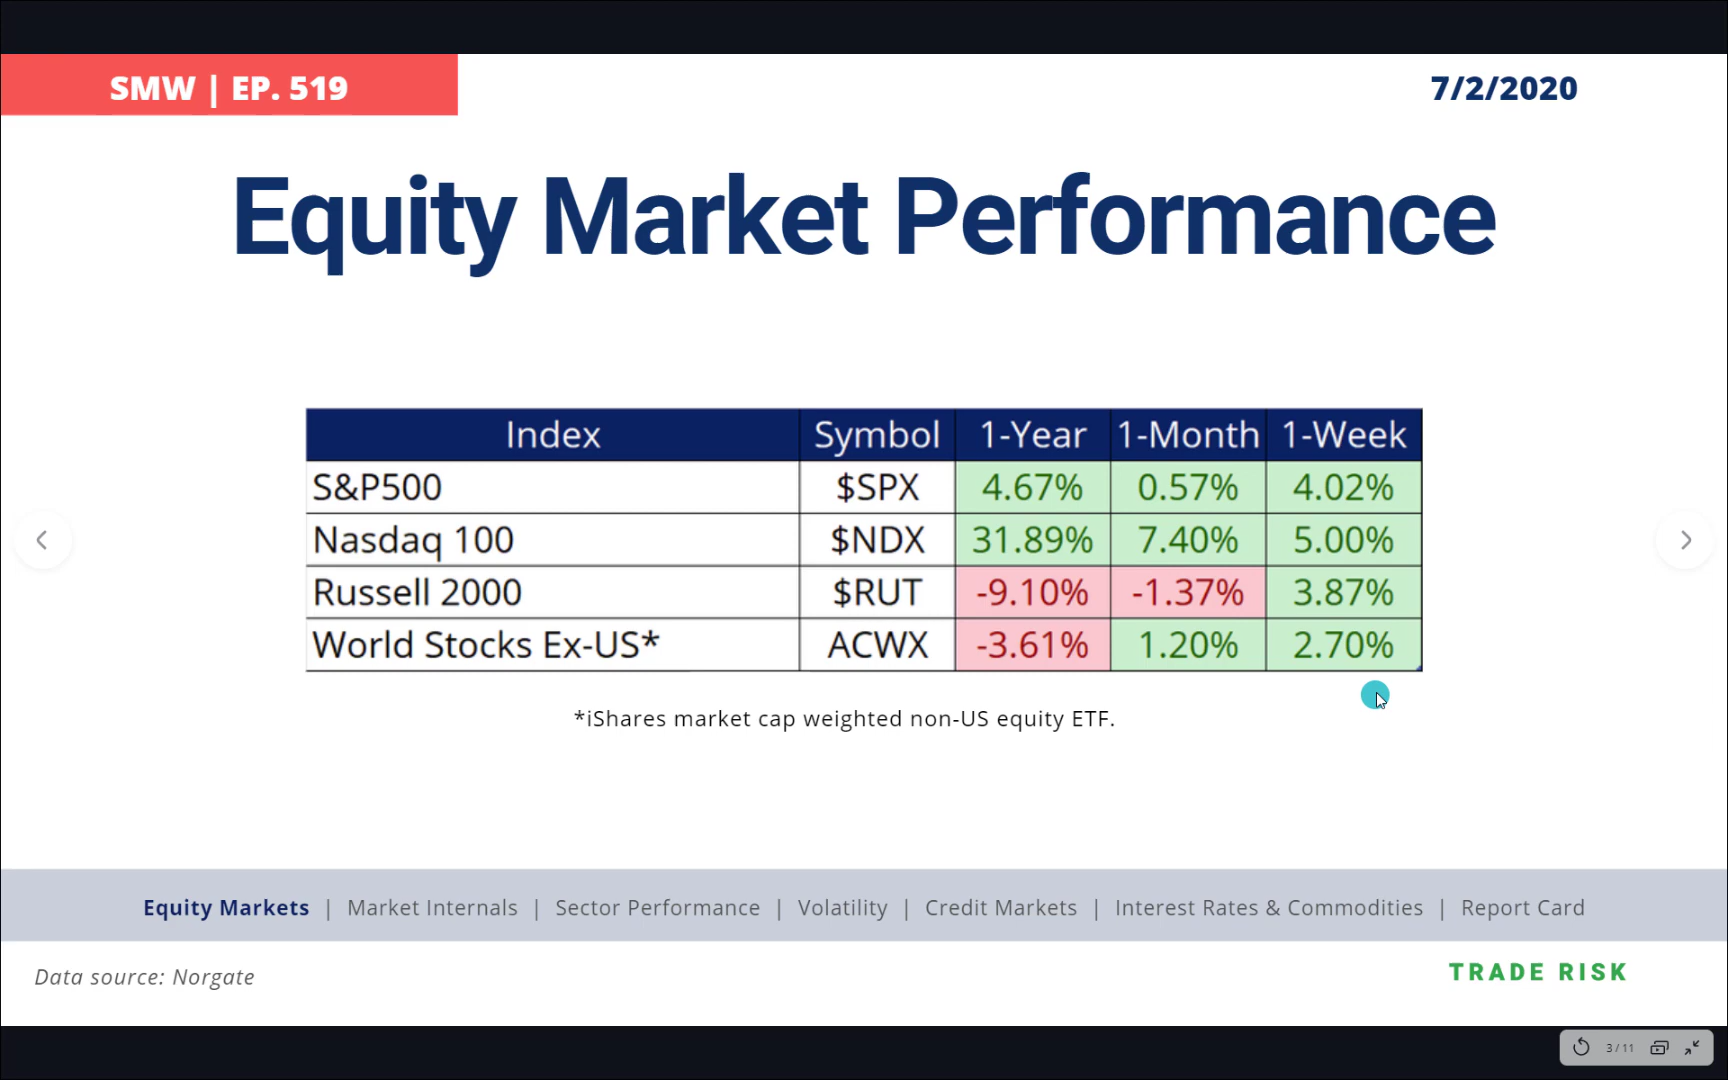 SMW | EP. 519
7/2/2020
Equity Market Performance
Index Symbol 1-Year 1-Month 1-Week
S&P500 $SPX 4.67% 0.57% 4.02%
Nasdaq 100 $NDX 31.89% 7.40% 5.00%
Russell 2000 $RUT -9.10% -1.37% 3.87%
World Stocks Ex-US* ACWX -3.61% 1.20% 2.70%
*iShares market cap weighted non-US equity ETF.
Equity Markets | Market Internals | Sector Performance | Volatility | Credit Markets | Interest Rates & Commodities | Report Card
Data source: Norgate
TRADE RISK
3 / 11